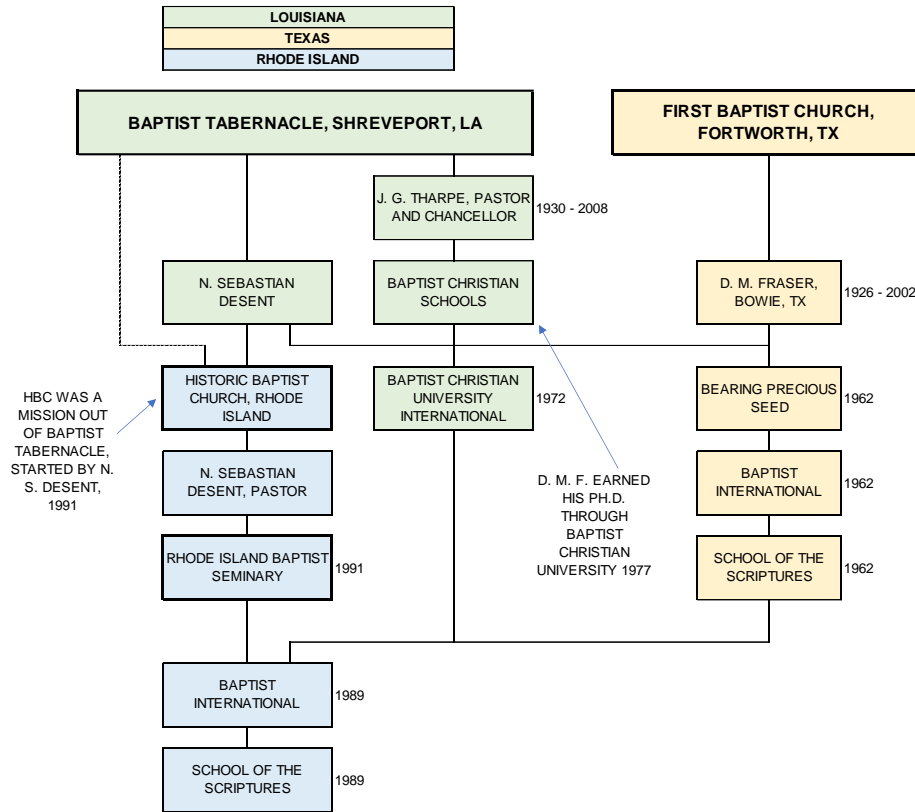 LOUISIANA
TEXAS
RHODE ISLAND
BAPTIST TABERNACLE, SHREVEPORT, LA
FIRST BAPTIST CHURCH,
FORTWORTH, TX
J. G. THARPE, PASTOR
AND CHANCELLOR
1930 - 2008
N. SEBASTIAN
DESENT
BAPTIST CHRISTIAN
SCHOOLS
D. M. FRASER,
BOWIE, TX
1926 - 2002
HBC WAS A
MISSION OUT
OF BAPTIST
TABERNACLE,
STARTED BY N.
S. DESENT,
1991
HISTORIC BAPTIST
CHURCH, RHODE
ISLAND
BAPTIST CHRISTIAN
UNIVERSITY
INTERNATIONAL
1972
BEARING PRECIOUS
SEED
1962
N. SEBASTIAN
DESENT, PASTOR
D. M. F. EARNED
HIS PH.D.
THROUGH
BAPTIST
CHRISTIAN
UNIVERSITY 1977
BAPTIST
INTERNATIONAL
1962
RHODE ISLAND BAPTIST
SEMINARY
1991
SCHOOL OF THE
SCRIPTURES
1962
BAPTIST
INTERNATIONAL
1989
SCHOOL OF THE
SCRIPTURES
1989